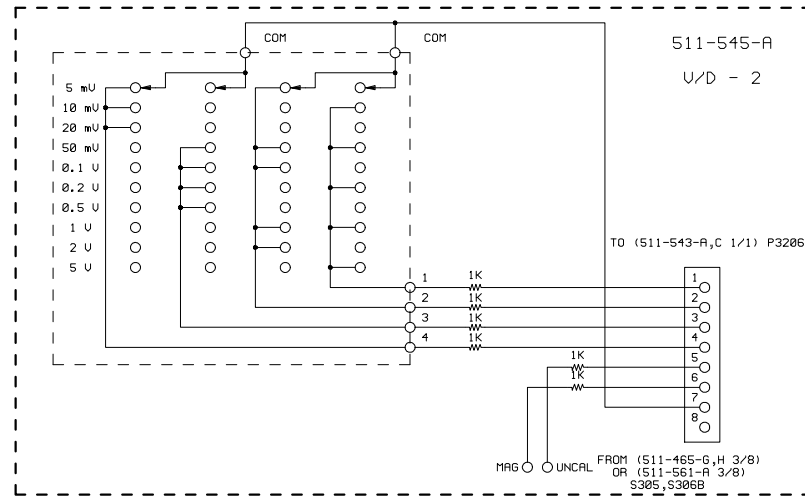 COM
COM
511-545-A
V/D - 2
5 mV
10 mV
20 mV
50 mV
0.1 V
0.2 V
0.5 V
1 V
2 V
5 V
TO (511-543-A,C 1/1) P3206
1
2
3
4
1K
1K
1K
1K
1K
1K
1
2
3
4
5
6
7
8
MAG
UNCAL
FROM (511-465-G,H 3/8)
OR (511-561-A 3/8)
S305,S306B